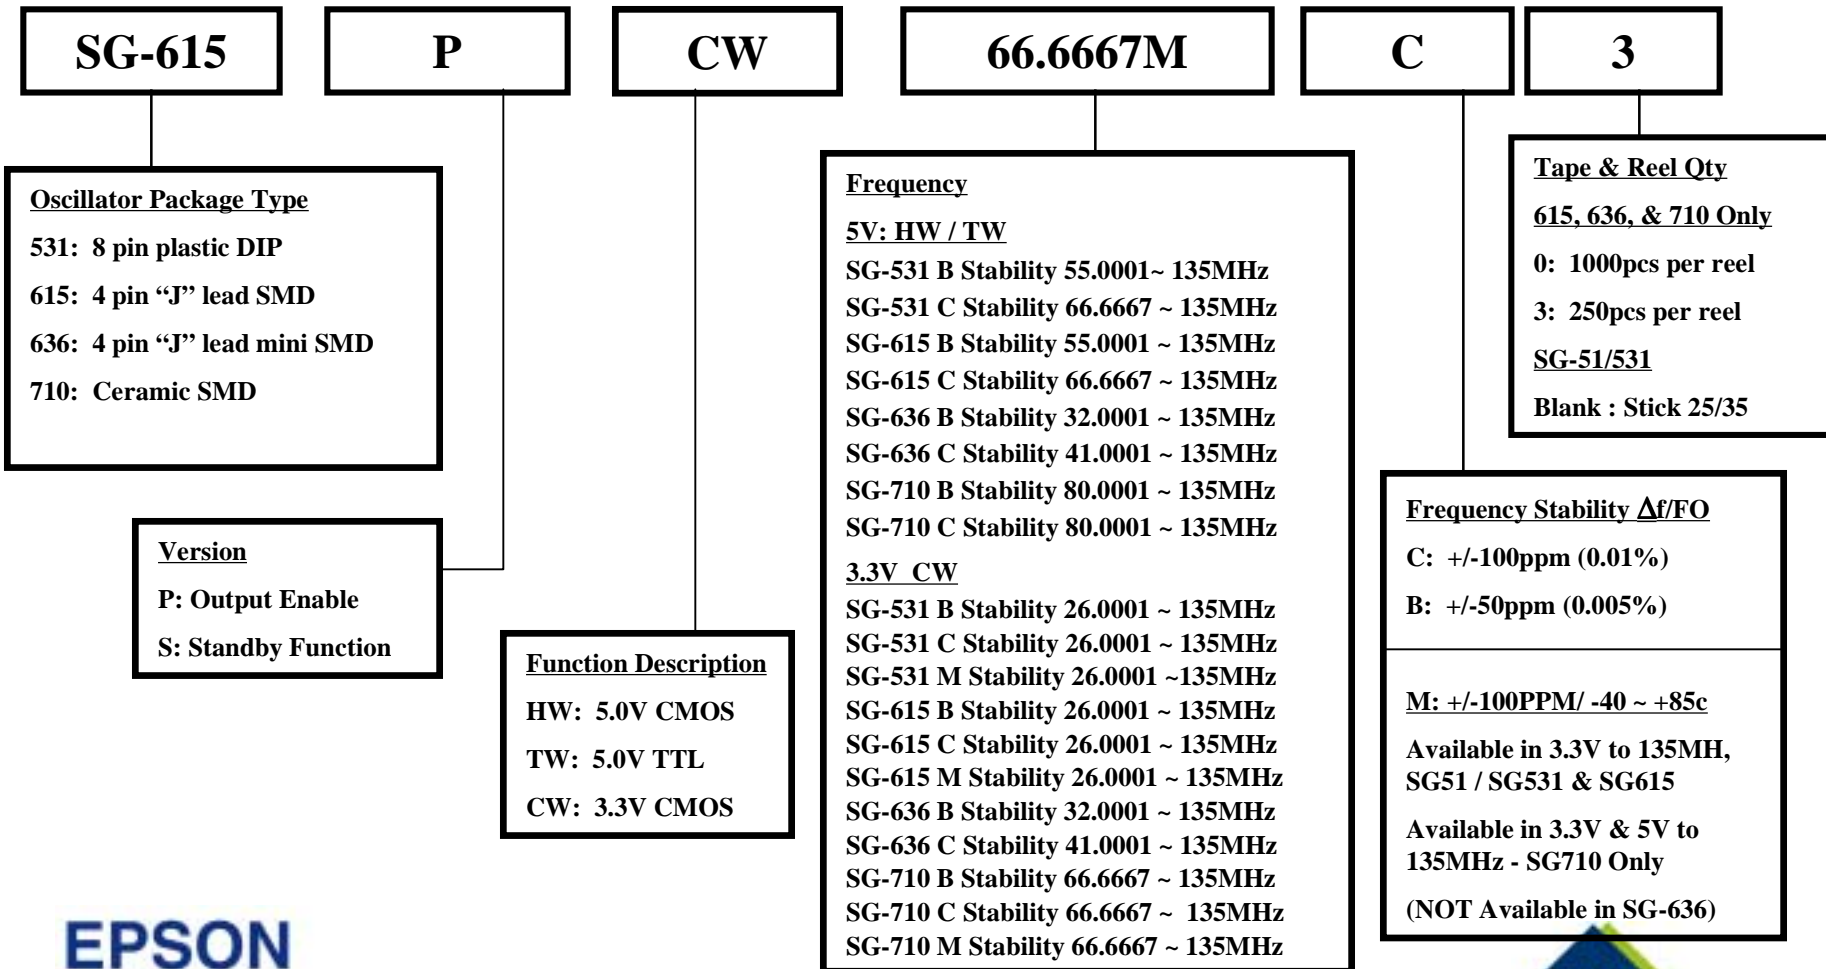 SG-615
P
CW
66.6667M
C
3
Oscillator Package Type
531: 8 pin plastic DIP
615: 4 pin “J” lead SMD
636: 4 pin “J” lead mini SMD
710: Ceramic SMD
Version
P: Output Enable
S: Standby Function
Function Description
HW: 5.0V CMOS
TW: 5.0V TTL
CW: 3.3V CMOS
Frequency
5V: HW / TW
SG-531 B Stability 55.0001~ 135MHz
SG-531 C Stability 66.6667 ~ 135MHz
SG-615 B Stability 55.0001 ~ 135MHz
SG-615 C Stability 66.6667 ~ 135MHz
SG-636 B Stability 32.0001 ~ 135MHz
SG-636 C Stability 41.0001 ~ 135MHz
SG-710 B Stability 80.0001 ~ 135MHz
SG-710 C Stability 80.0001 ~ 135MHz
3.3V CW
SG-531 B Stability 26.0001 ~ 135MHz
SG-531 C Stability 26.0001 ~ 135MHz
SG-531 M Stability 26.0001 ~135MHz
SG-615 B Stability 26.0001 ~ 135MHz
SG-615 C Stability 26.0001 ~ 135MHz
SG-615 M Stability 26.0001 ~ 135MHz
SG-636 B Stability 32.0001 ~ 135MHz
SG-636 C Stability 41.0001 ~ 135MHz
SG-710 B Stability 66.6667 ~ 135MHz
SG-710 C Stability 66.6667 ~ 135MHz
SG-710 M Stability 66.6667 ~ 135MHz
Tape & Reel Qty
615, 636, & 710 Only
0: 1000pcs per reel
3: 250pcs per reel
SG-51/531
Blank : Stick 25/35
Frequency Stability Δf/FO
C: +/-100ppm (0.01%)
B: +/-50ppm (0.005%)
M: +/-100PPM/ -40 ~ +85c
Available in 3.3V to 135MH,
SG51 / SG531 & SG615
Available in 3.3V & 5V to
135MHz - SG710 Only
(NOT Available in SG-636)
EPSON